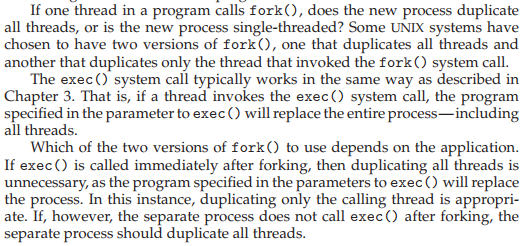 If one thread in a program calls fork(), does the new process duplicate
all threads, or is the new process single-threaded? Some UNIX systems have
chosen to have two versions of fork(), one that duplicates all threads and
another that duplicates only the thread that invoked the fork() system call.
The exec() system call typically works in the same way as described in
Chapter 3. That is, if a thread invokes the exec() system call, the program
specified in the parameter to exec() will replace the entire process—including
all threads.
Which of the two versions of fork() to use depends on the application.
If exec() is called immediately after forking, then duplicating all threads is
unnecessary, as the program specified in the parameters to exec() will replace
the process. In this instance, duplicating only the calling thread is appropri-
ate. If, however, the separate process does not call exec() after forking, the
separate process should duplicate all threads.